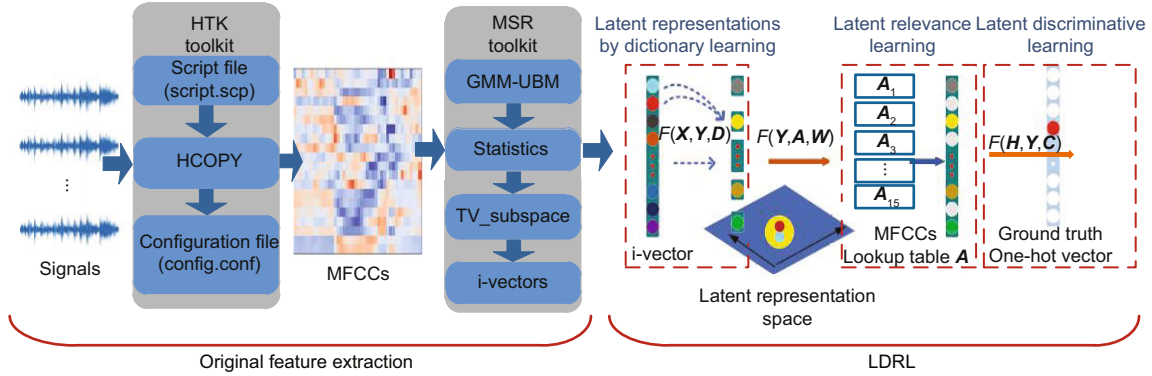 HTK
toolkit
Script file
(script.scp)
HCOPY
Configuration file
(config.conf)
Signals
MFCCs
MSR
toolkit
GMM-UBM
Statistics
TV_subspace
i-vectors
Original feature extraction
Latent representations
by dictionary learning
F(X,Y,D)
i-vector
F(Y,A,W)
Latent representation
space
Latent relevance
learning
A1
A2
A3
⋮
A15
MFCCs
Lookup table A
Latent discriminative
learning
F(H,Y,C)
Ground truth
One-hot vector
LDRL